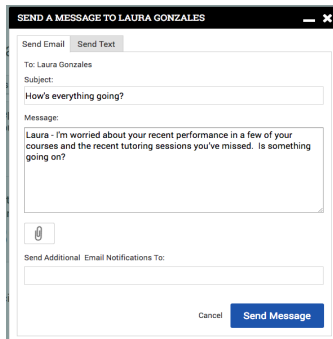 SEND A MESSAGE TO LAURA GONZALES
Send Email Send Text
To: Laura Gonzales
Subject:
How's everything going?
Message:
Laura - I'm worried about your recent performance in a few of your
courses and the recent tutoring sessions you've missed.  Is something
going on?
Send Additional  Email Notifications To:
Cancel Send Message